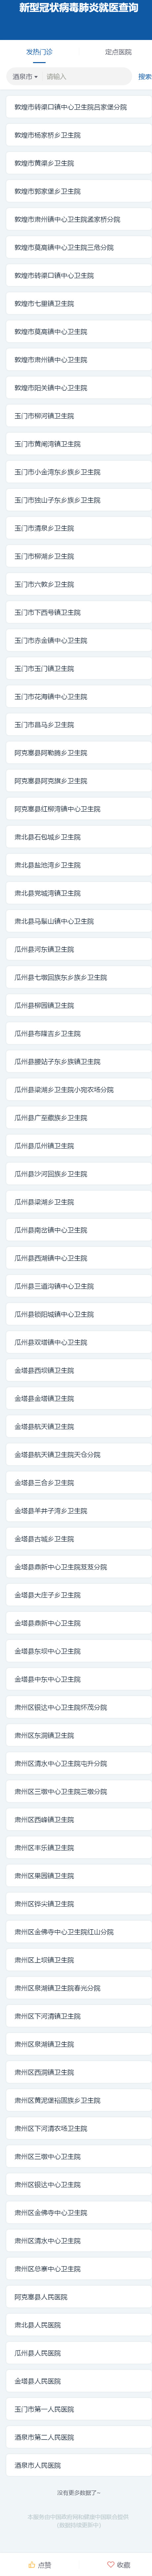 新型冠状病毒肺炎就医查询
发热门诊
定点医院
酒泉市
请输入
搜索
敦煌市转渠口镇中心卫生院吕家堡分院
敦煌市杨家桥乡卫生院
敦煌市黄渠乡卫生院
敦煌市郭家堡乡卫生院
敦煌市肃州镇中心卫生院孟家桥分院
敦煌市莫高镇中心卫生院三危分院
敦煌市转渠口镇中心卫生院
敦煌市七里镇卫生院
敦煌市莫高镇中心卫生院
敦煌市肃州镇中心卫生院
敦煌市阳关镇中心卫生院
玉门市柳河镇卫生院
玉门市黄闸湾镇卫生院
玉门市小金湾东乡族乡卫生院
玉门市独山子东乡族乡卫生院
玉门市清泉乡卫生院
玉门市柳湖乡卫生院
玉门市六墩乡卫生院
玉门市下西号镇卫生院
玉门市赤金镇中心卫生院
玉门市玉门镇卫生院
玉门市花海镇中心卫生院
玉门市昌马乡卫生院
阿克塞县阿勒腾乡卫生院
阿克塞县阿克旗乡卫生院
阿克塞县红柳湾镇中心卫生院
肃北县石包城乡卫生院
肃北县盐池湾乡卫生院
肃北县党城湾镇卫生院
肃北县马鬃山镇中心卫生院
瓜州县河东镇卫生院
瓜州县七墩回族东乡族乡卫生院
瓜州县柳园镇卫生院
瓜州县布隆吉乡卫生院
瓜州县腰站子东乡族镇卫生院
瓜州县梁湖乡卫生院小宛农场分院
瓜州县广至藏族乡卫生院
瓜州县瓜州镇卫生院
瓜州县沙河回族乡卫生院
瓜州县梁湖乡卫生院
瓜州县南岔镇中心卫生院
瓜州县西湖镇中心卫生院
瓜州县三道沟镇中心卫生院
瓜州县锁阳城镇中心卫生院
瓜州县双塔镇中心卫生院
金塔县西坝镇卫生院
金塔县金塔镇卫生院
金塔县航天镇卫生院
金塔县航天镇卫生院天仓分院
金塔县三合乡卫生院
金塔县羊井子湾乡卫生院
金塔县古城乡卫生院
金塔县鼎新中心卫生院芨芨分院
金塔县大庄子乡卫生院
金塔县鼎新中心卫生院
金塔县东坝中心卫生院
金塔县中东中心卫生院
肃州区银达中心卫生院怀茂分院
肃州区东洞镇卫生院
肃州区清水中心卫生院屯升分院
肃州区三墩中心卫生院三墩分院
肃州区西峰镇卫生院
肃州区丰乐镇卫生院
肃州区果园镇卫生院
肃州区铧尖镇卫生院
肃州区金佛寺中心卫生院红山分院
肃州区上坝镇卫生院
肃州区泉湖镇卫生院春光分院
肃州区下河清镇卫生院
肃州区泉湖镇卫生院
肃州区西洞镇卫生院
肃州区黄泥堡裕固族乡卫生院
肃州区下河清农场卫生院
肃州区三墩中心卫生院
肃州区银达中心卫生院
肃州区金佛寺中心卫生院
肃州区清水中心卫生院
肃州区总寨中心卫生院
阿克塞县人民医院
肃北县人民医院
瓜州县人民医院
金塔县人民医院
玉门市第一人民医院
酒泉市第二人民医院
酒泉市人民医院
没有更多数据了~
点赞
收藏